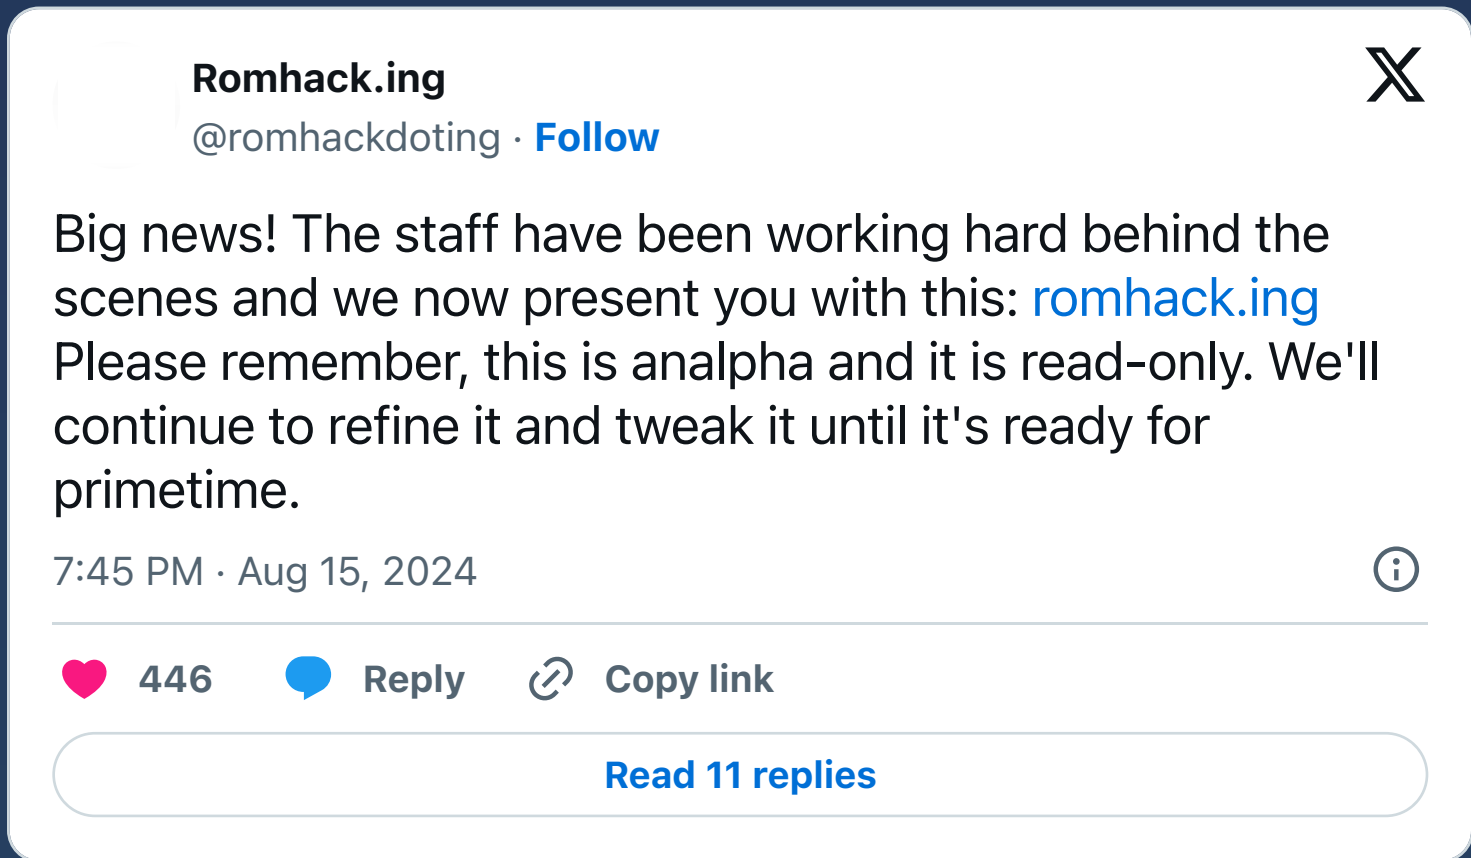 Romhack.ing
@romhackdoting · Follow
Big news! The staff have been working hard behind the
scenes and we now present you with this: romhack.ing
Please remember, this is analpha and it is read-only. We'll
continue to refine it and tweak it until it's ready for
primetime.
7:45 PM · Aug 15, 2024
446 Reply Copy link
Read 11 replies